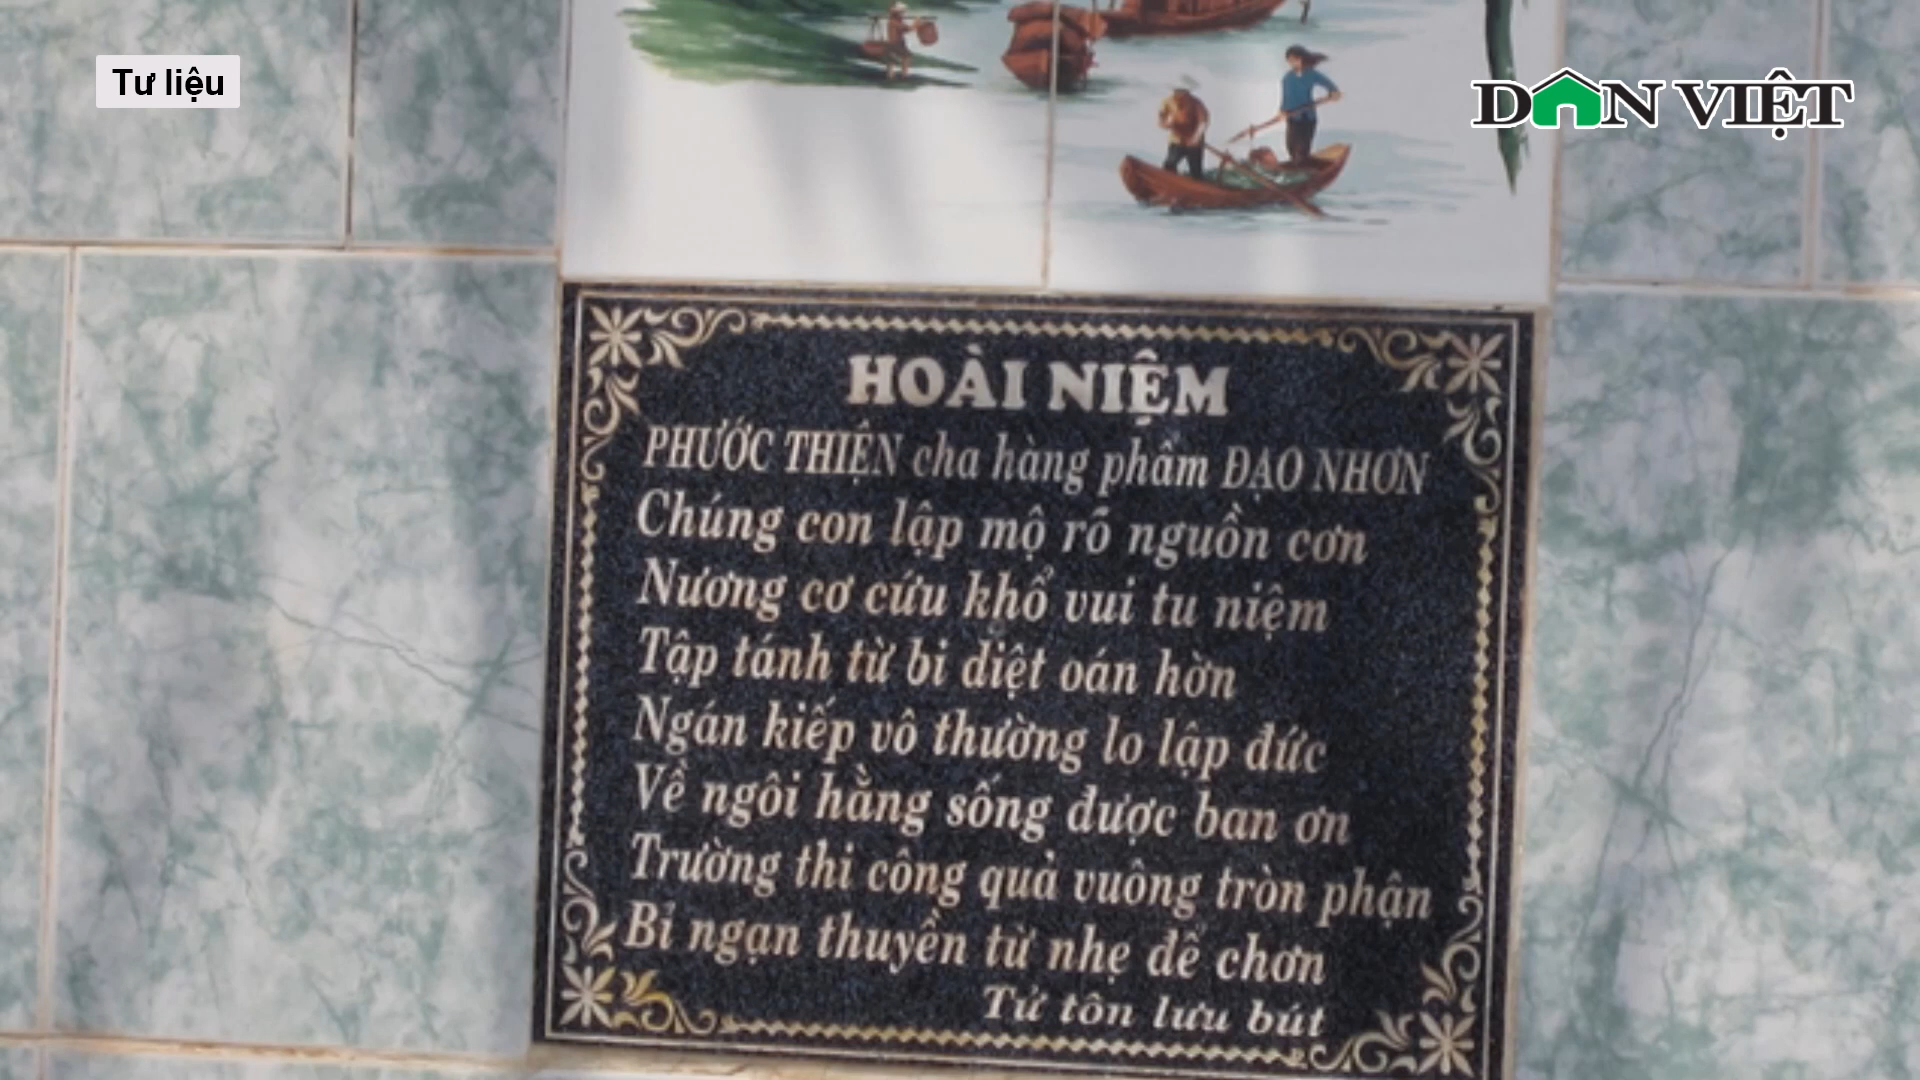 Tư liệu
DÂN VIỆT
HOÀI NIỆM
PHƯỚC THIỆN cha hàng phẩm ĐẠO NHƠN
Chúng con lập mộ rõ nguồn cơn
Nương cơ cứu khổ vui tu niệm
Tập tánh từ bi diệt oán hờn
Ngán kiếp vô thường lo lập đức
Về ngôi hằng sống được ban ơn
Trường thi công quả vuông tròn phận
Bỉ ngạn thuyền từ nhẹ để chơn
Tử tôn lưu bút